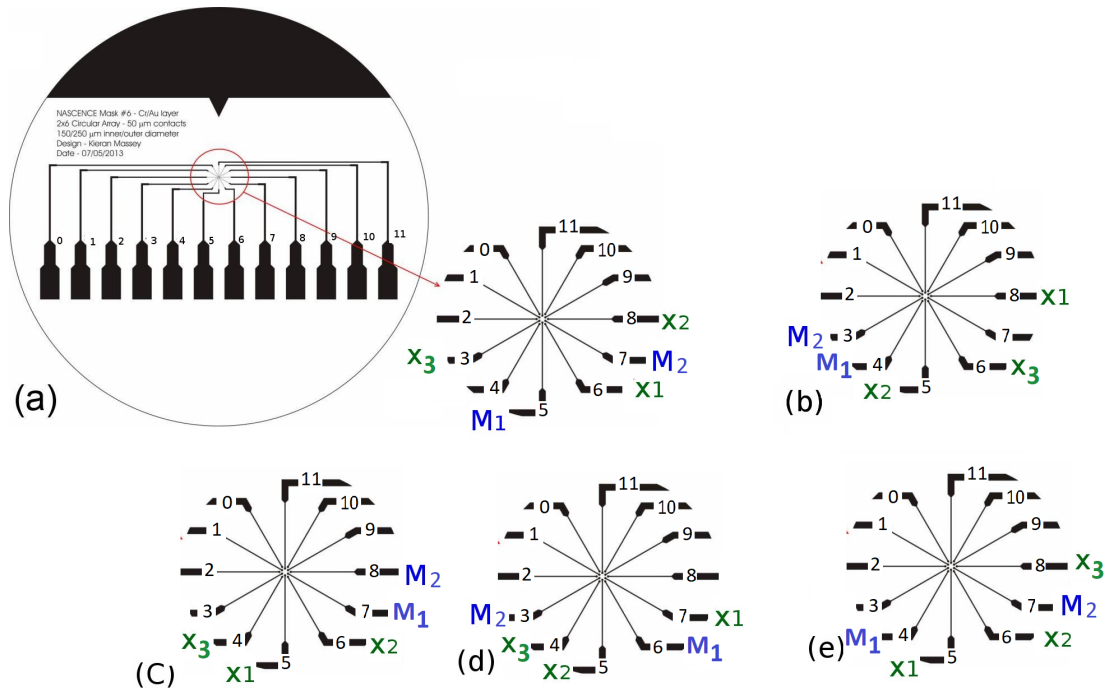 NASCENCE Mask #6 - Cr/Au layer
2x6 Circular Array - 50 µm contacts
150/250 µm inner/outer diameter
Design - Kieran Massey
Date - 07/05/2013
0 1 2 3 4 5 6 7 8 9 10 11
(a)
11
0 10
1 9
2 8 X2
X3 3 7 M2
4 6 X1
M1 5
11
0 10
1 9
2 8 X1
M2 3 7
M1 4 6 X3
X2 5
(b)
11
0 10
1 9
2 8 M2
3 7 M1
X3 4 6 X2
X1 5
(C)
11
0 10
1 9
2 8
M2 3 7 X1
X3 4 6 M1
X2 5
(d)
11
0 10
1 9
2 8 X3
3 7 M2
M1 4 6 X2
X1 5
(e)